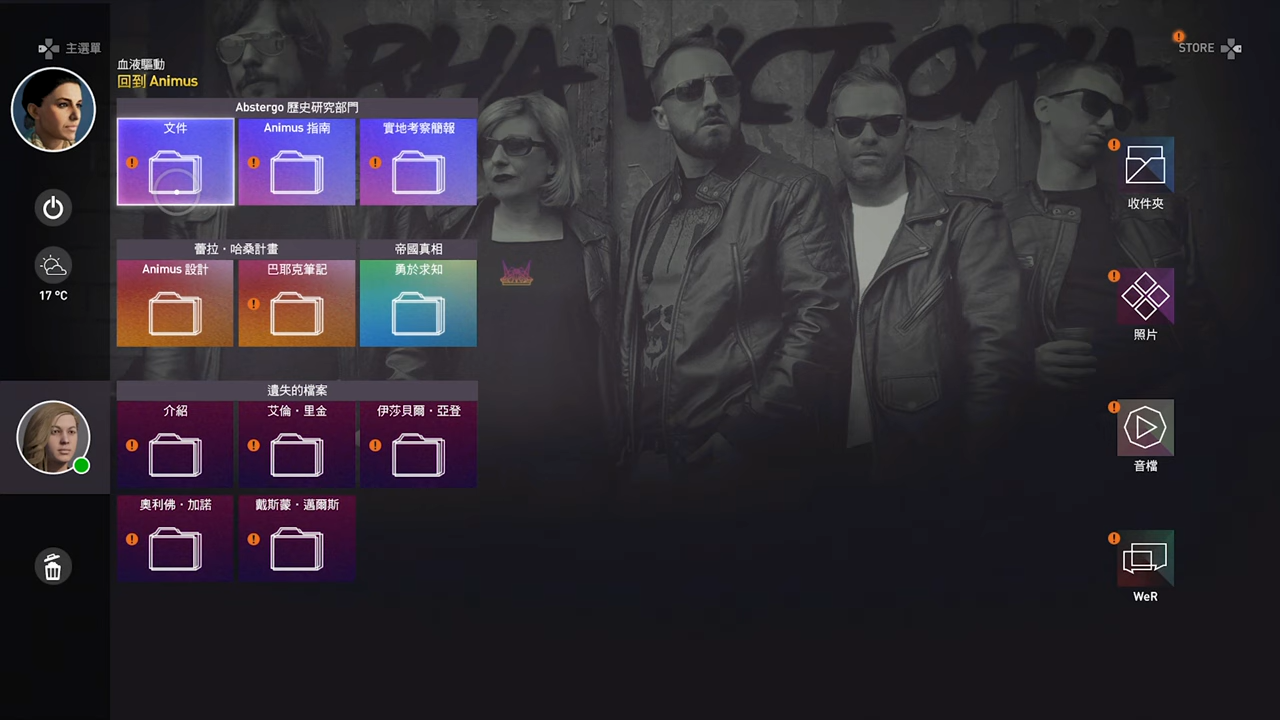 主選單
STORE
血液驅動
回到 Animus
Abstergo 歷史研究部門
文件
Animus 指南
實地考察簡報
蕾拉・哈桑計畫
帝國真相
Animus 設計
巴耶克筆記
勇於求知
17 °C
遺失的檔案
介紹
艾倫・里金
伊莎貝爾・亞登
奧利佛・加諾
戴斯蒙・邁爾斯
收件夾
照片
音檔
WeR